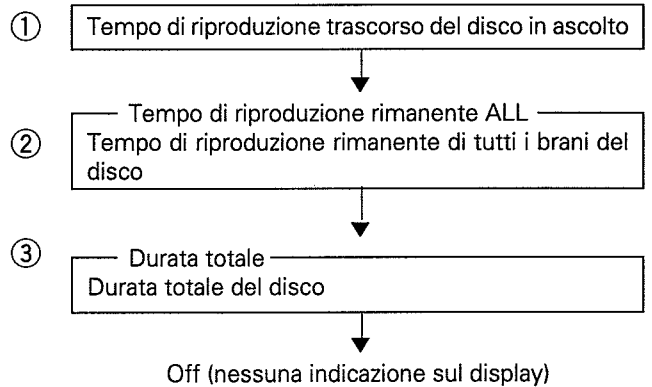 ① Tempo di riproduzione trascorso del disco in ascolto
Tempo di riproduzione rimanente ALL
② Tempo di riproduzione rimanente di tutti i brani del
disco
③ Durata totale
Durata totale del disco
Off (nessuna indicazione sul display)